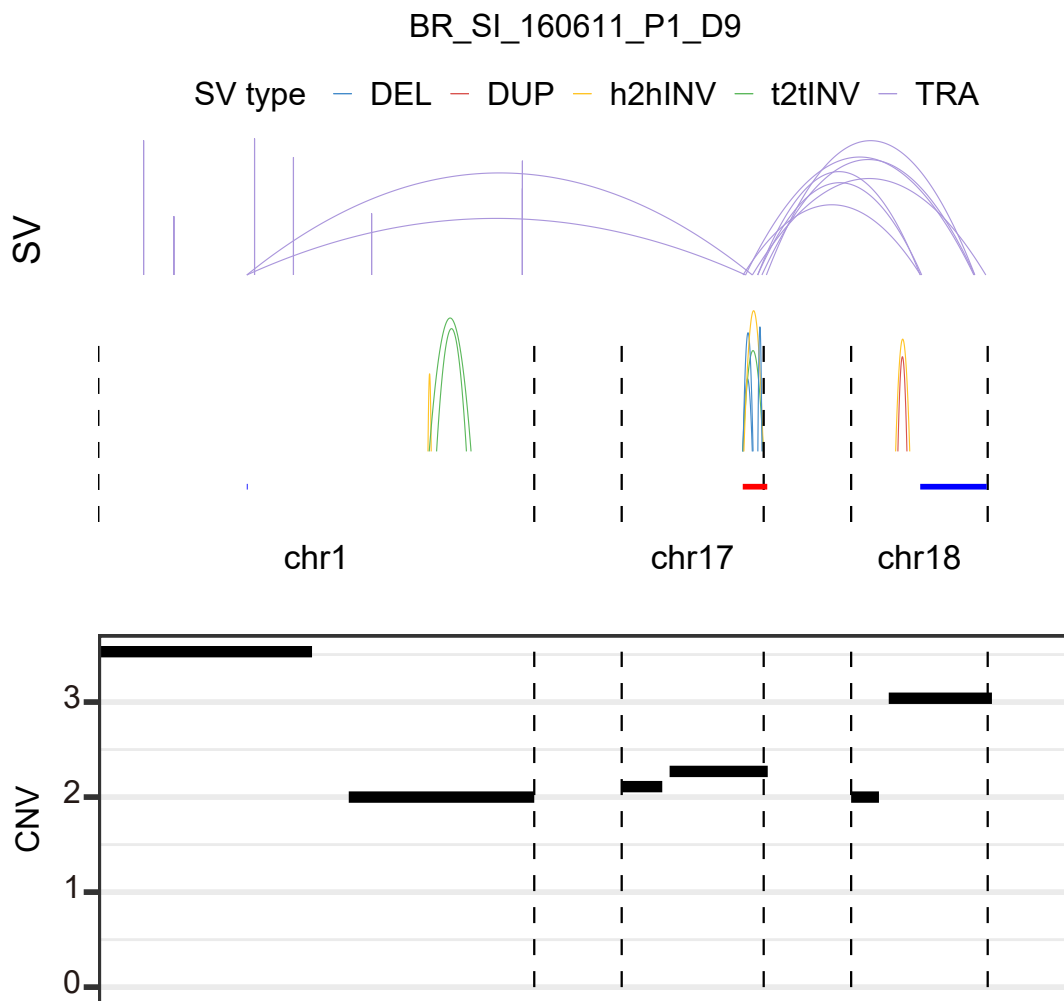 BR_SI_160611_P1_D9
SV type DEL DUP h2hINV t2tINV TRA
SV
chr1 chr17 chr18
CNV
3
2
1
0